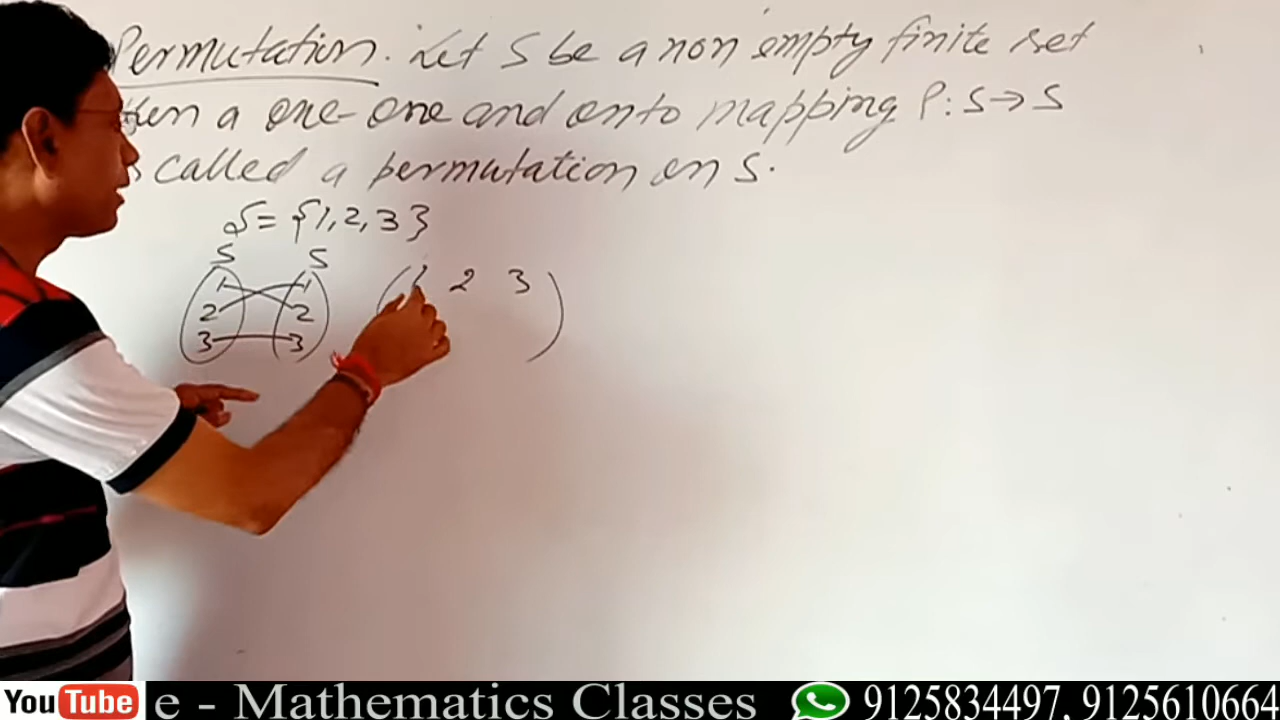 Permutation. Let S be a non empty finite set
a one-one and onto mapping P: S→S
called a permutation on S.
S = {1, 2, 3}
S S
1 1
2 2
3 3
( 2 3 )
YouTube e - Mathematics Classes 9125834497, 9125610664